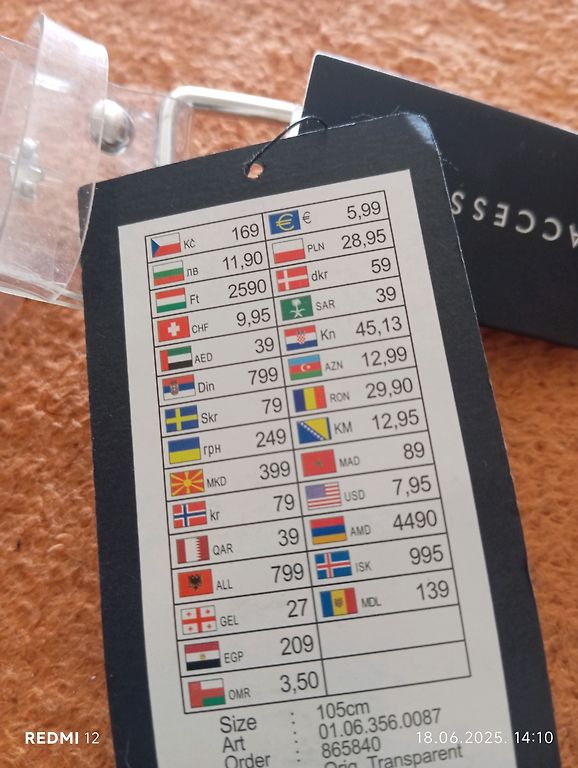 ACCESS
Kč 169 € 5,99
лв 11,90 PLN 28,95
Ft 2590 dkr 59
CHF 9,95 SAR 39
AED 39 Kn 45,13
Din 799 AZN 12,99
Skr 79 RON 29,90
грн 249 KM 12,95
MKD 399 MAD 89
kr 79 USD 7,95
QAR 39 AMD 4490
ALL 799 ISK 995
GEL 27 MDL 139
EGP 209
OMR 3,50
Size : 105cm
Art : 01.06.356.0087
Order : 865840
Orig. Transparent
REDMI 12
18.06.2025. 14:10